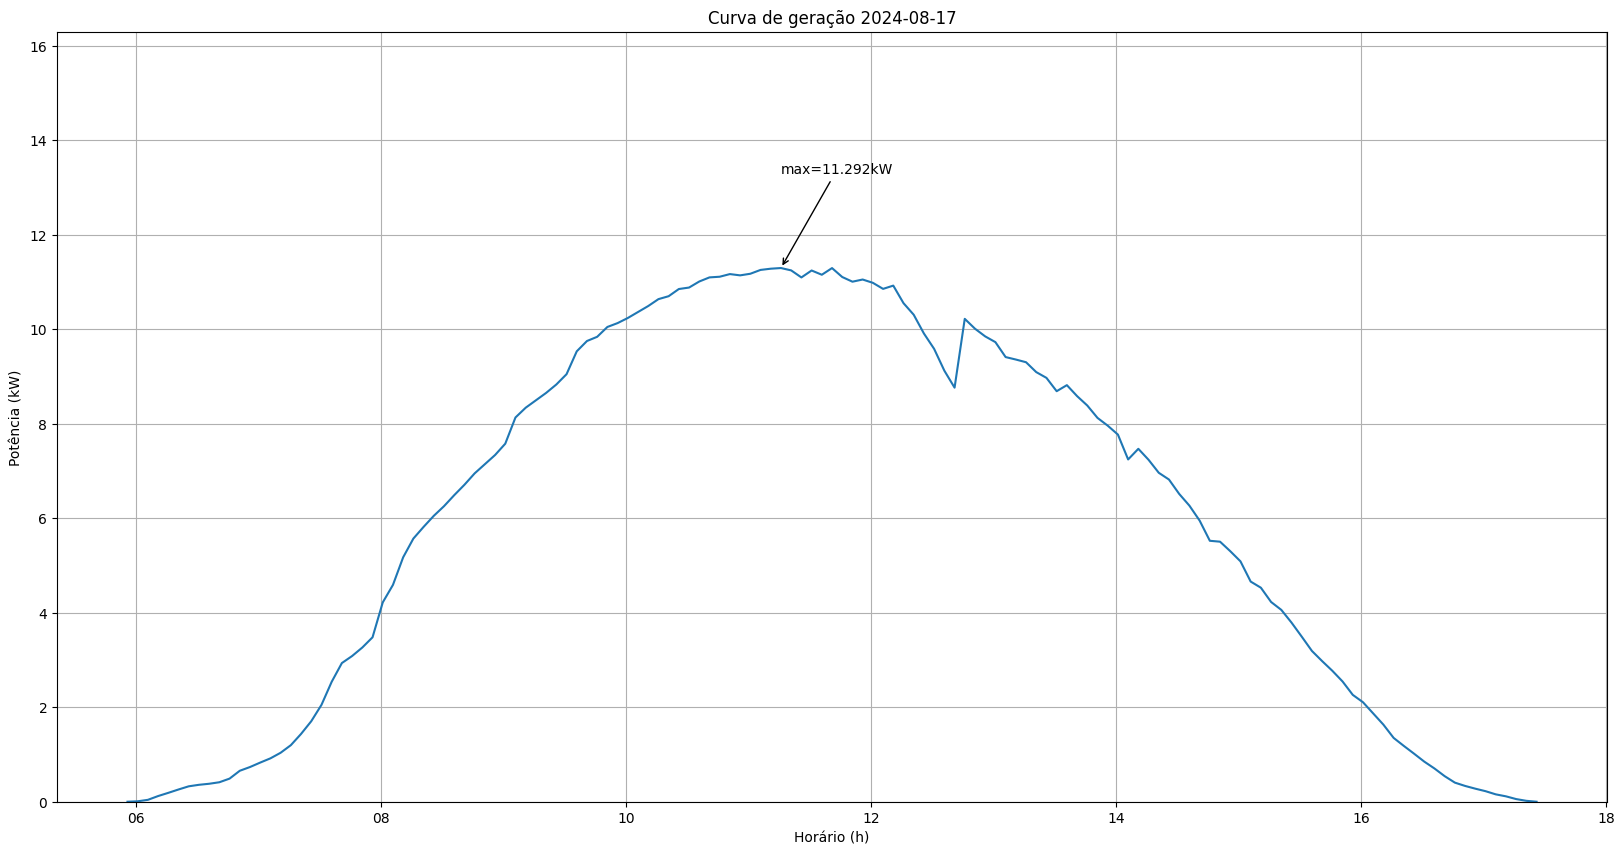 Curva de geração 2024-08-17
16
14
max=11.292kW
12
10
8
6
4
2
0
Potência (kW)
06 08 10 12 14 16 18
Horário (h)